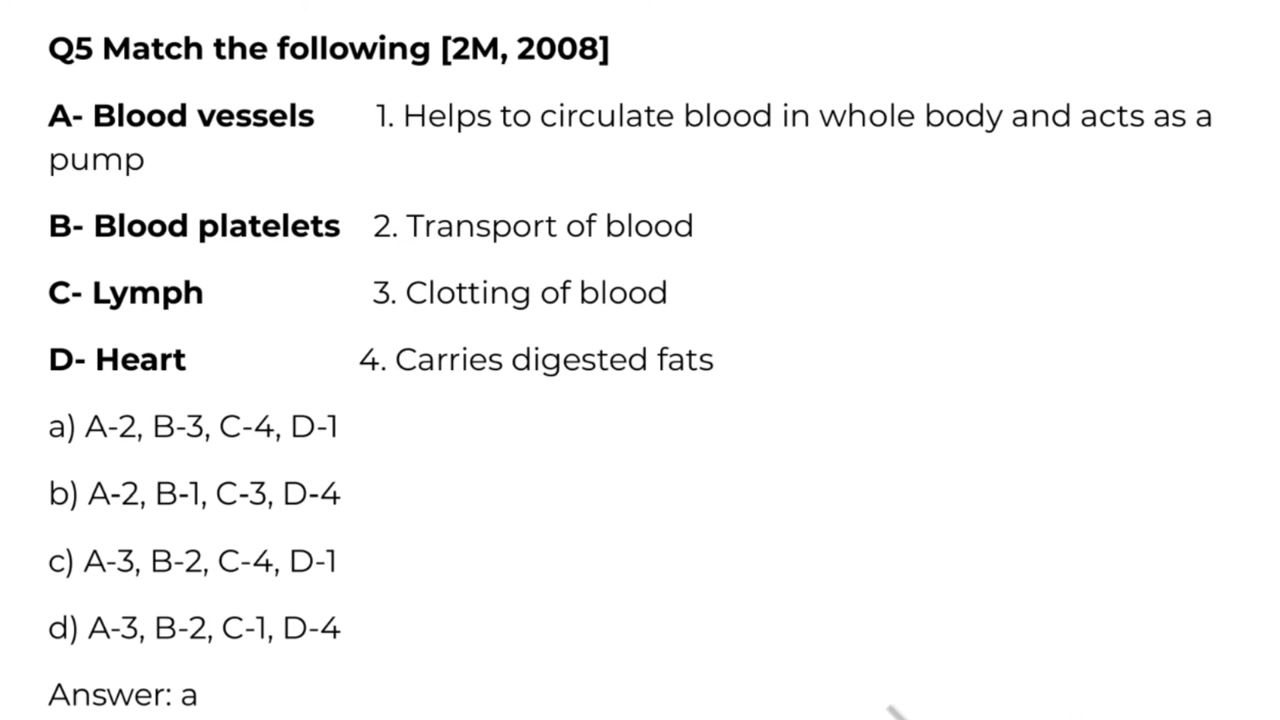 Q5 Match the following [2M, 2008]
A- Blood vessels 1. Helps to circulate blood in whole body and acts as a
pump
B- Blood platelets 2. Transport of blood
C- Lymph 3. Clotting of blood
D- Heart 4. Carries digested fats
a) A-2, B-3, C-4, D-1
b) A-2, B-1, C-3, D-4
c) A-3, B-2, C-4, D-1
d) A-3, B-2, C-1, D-4
Answer: a